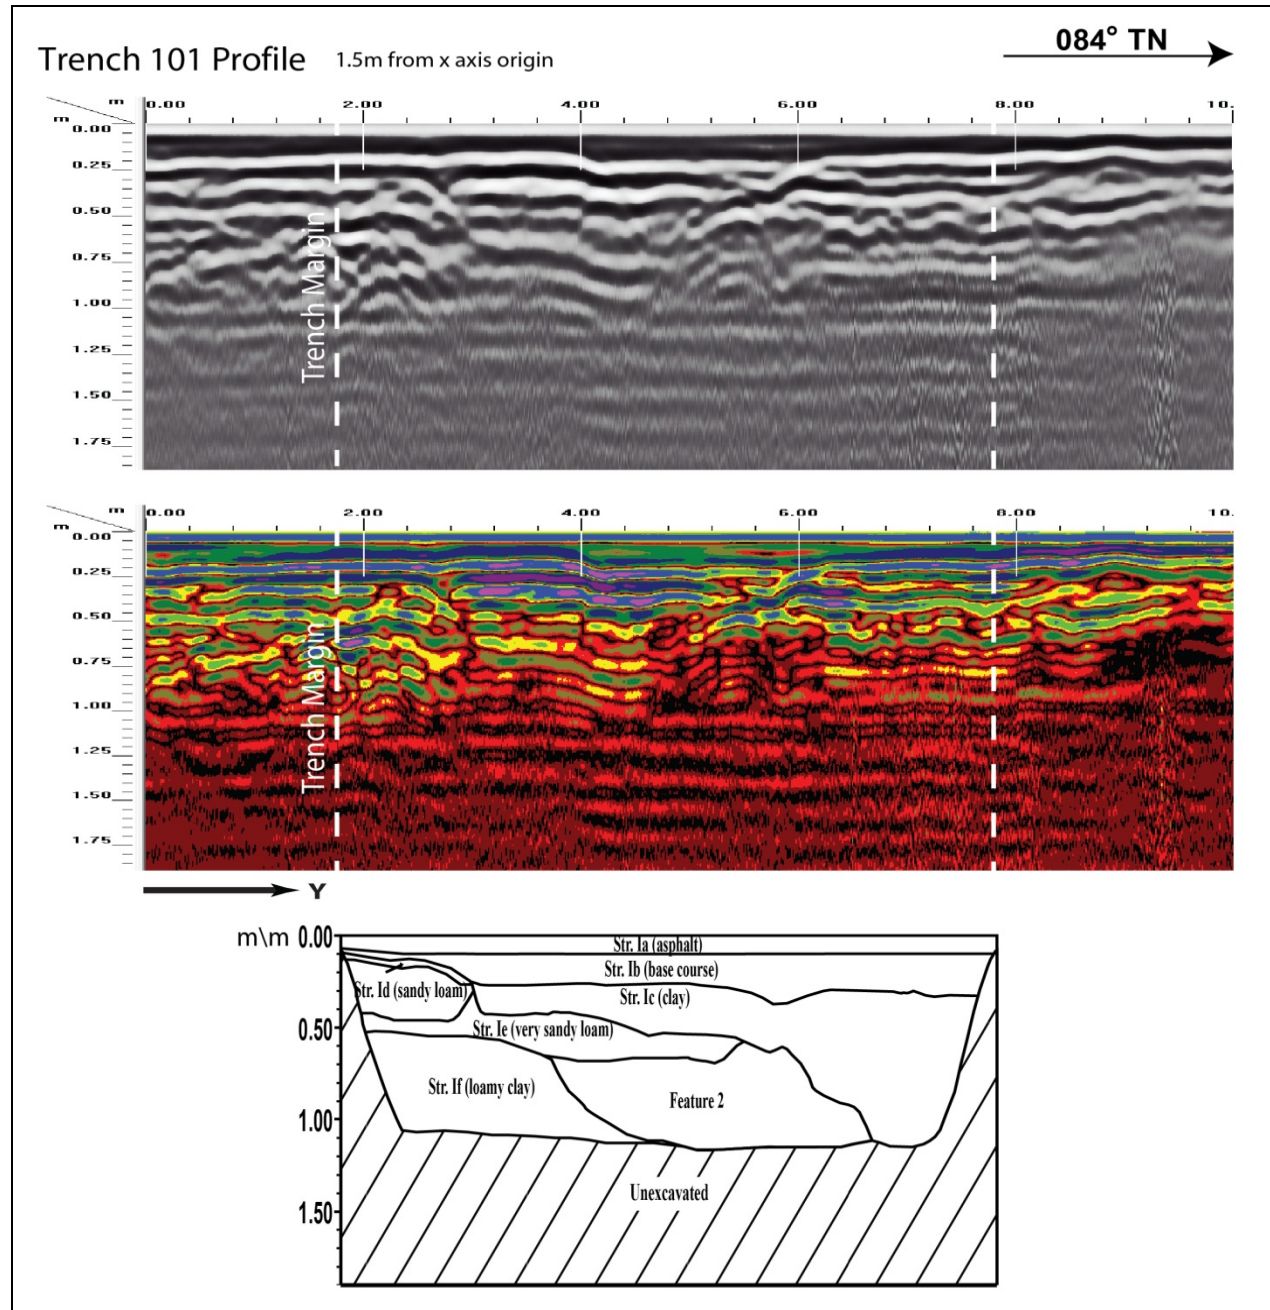 Trench 101 Profile 1.5m from x axis origin
084° TN
m 0.00 2.00 4.00 6.00 8.00 10.
m
0.00
0.25
0.50
0.75
1.00
1.25
1.50
1.75
Trench Margin
m 0.00 2.00 4.00 6.00 8.00 10.
m
0.00
0.25
0.50
0.75
1.00
1.25
1.50
1.75
Trench Margin
Y
m\m 0.00
Str. Ia (asphalt)
Str. Ib (base course)
Str. Id (sandy loam)
Str. Ic (clay)
0.50
Str. Ie (very sandy loam)
Str. If (loamy clay)
Feature 2
1.00
Unexcavated
1.50